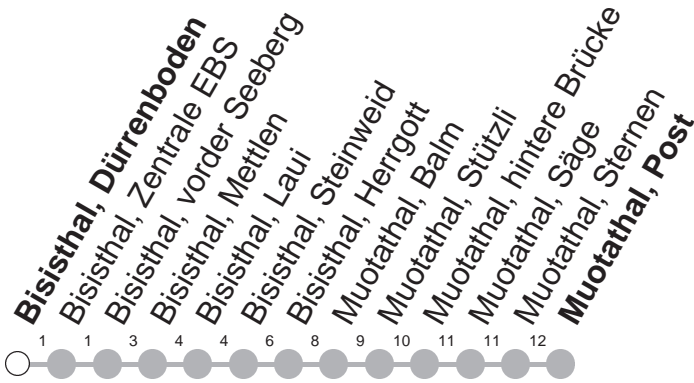 Bisisthal, Dürrenboden
Bisisthal, Zentrale EBS
Bisisthal, vorder Seeberg
Bisisthal, Mettlen
Bisisthal, Laui
Bisisthal, Steinweid
Bisisthal, Herrgott
Muotathal, Balm
Muotathal, Stützli
Muotathal, hintere Brücke
Muotathal, Säge
Muotathal, Sternen
Muotathal, Post
1 1 3 4 4 6 8 9 10 11 11 12